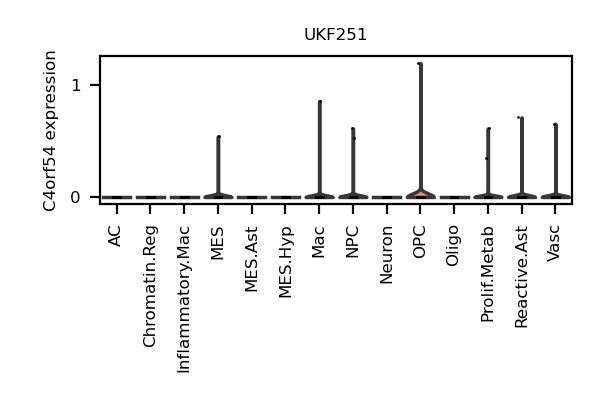 UKF251
C4orf54 expression
1
0
AC
Chromatin.Reg
Inflammatory.Mac
MES
MES.Ast
MES.Hyp
Mac
NPC
Neuron
OPC
Oligo
Prolif.Metab
Reactive.Ast
Vasc